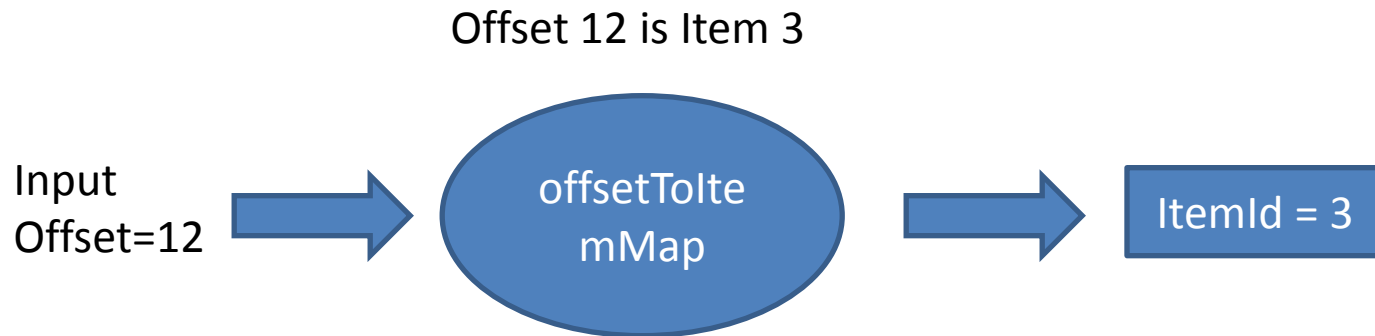 Offset 12 is Item 3
Input
Offset=12
offsetToIte
mMap
ItemId = 3